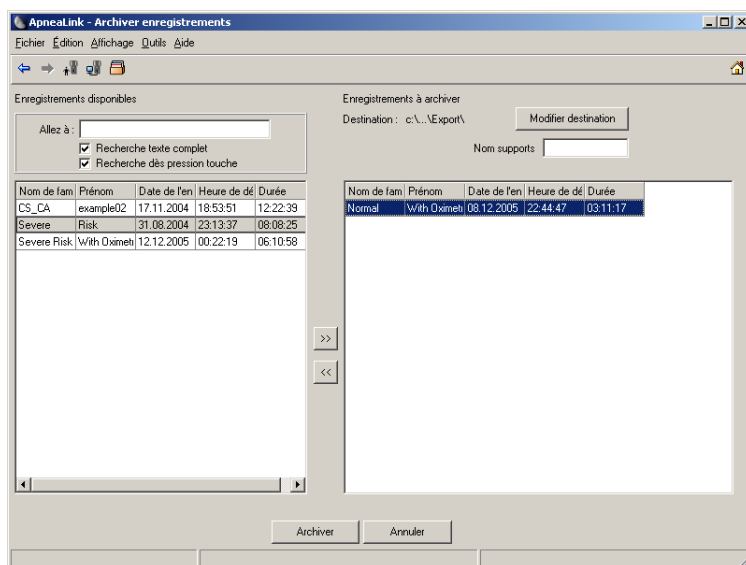 ApneaLink - Archiver enregistrements
Fichier Édition Affichage Outils Aide
Enregistrements disponibles
Allez à :
Recherche texte complet
Recherche dès pression touche
Nom de fam Prénom Date de l'en Heure de dé Durée
CS_CA example02 17.11.2004 18:53:51 12:22:39
Severe Risk 31.08.2004 23:13:37 08:08:25
Severe Risk With Oximetr 12.12.2005 00:22:19 06:10:58
>>
<<
Enregistrements à archiver
Destination : c:\...\Export\ Modifier destination
Nom supports
Nom de fam Prénom Date de l'en Heure de dé Durée
Normal With Oximetr 08.12.2005 22:44:47 03:11:17
Archiver Annuler